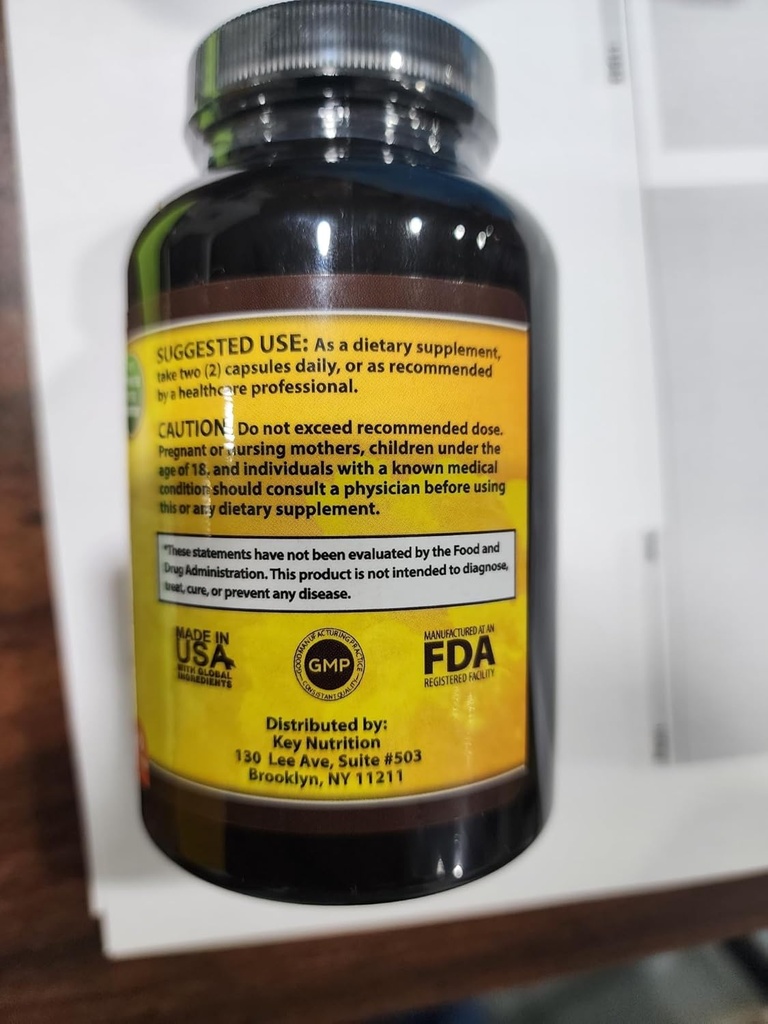 SUGGESTED USE: As a dietary supplement,
take two (2) capsules daily, or as recommended
by a healthcare professional.
CAUTION: Do not exceed recommended dose.
Pregnant or nursing mothers, children under the
age of 18, and individuals with a known medical
condition should consult a physician before using
this or any dietary supplement.
*These statements have not been evaluated by the Food and
Drug Administration. This product is not intended to diagnose,
treat, cure, or prevent any disease.
MADE IN
USA
WITH GLOBAL
INGREDIENTS
GOOD MANUFACTURING PRACTICE
GMP
CONSISTANT QUALITY
MANUFACTURED AT AN
FDA
REGISTERED FACILITY
Distributed by:
Key Nutrition
130 Lee Ave, Suite #503
Brooklyn, NY 11211